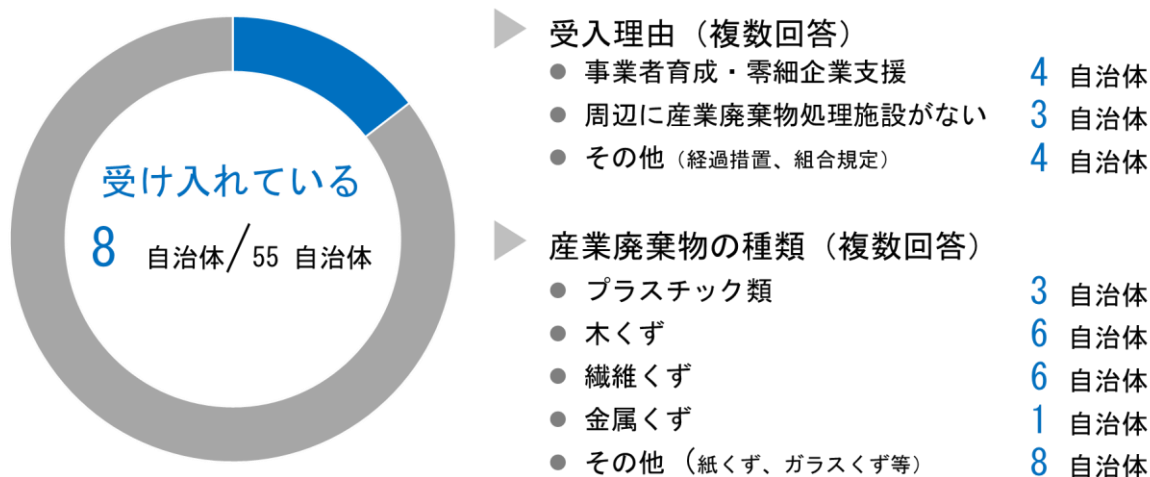 受け入れている
8 自治体/55 自治体
受入理由（複数回答）
事業者育成・零細企業支援 4 自治体
周辺に産業廃棄物処理施設がない 3 自治体
その他（経過措置、組合規定） 4 自治体
産業廃棄物の種類（複数回答）
プラスチック類 3 自治体
木くず 6 自治体
繊維くず 6 自治体
金属くず 1 自治体
その他（紙くず、ガラスくず等） 8 自治体